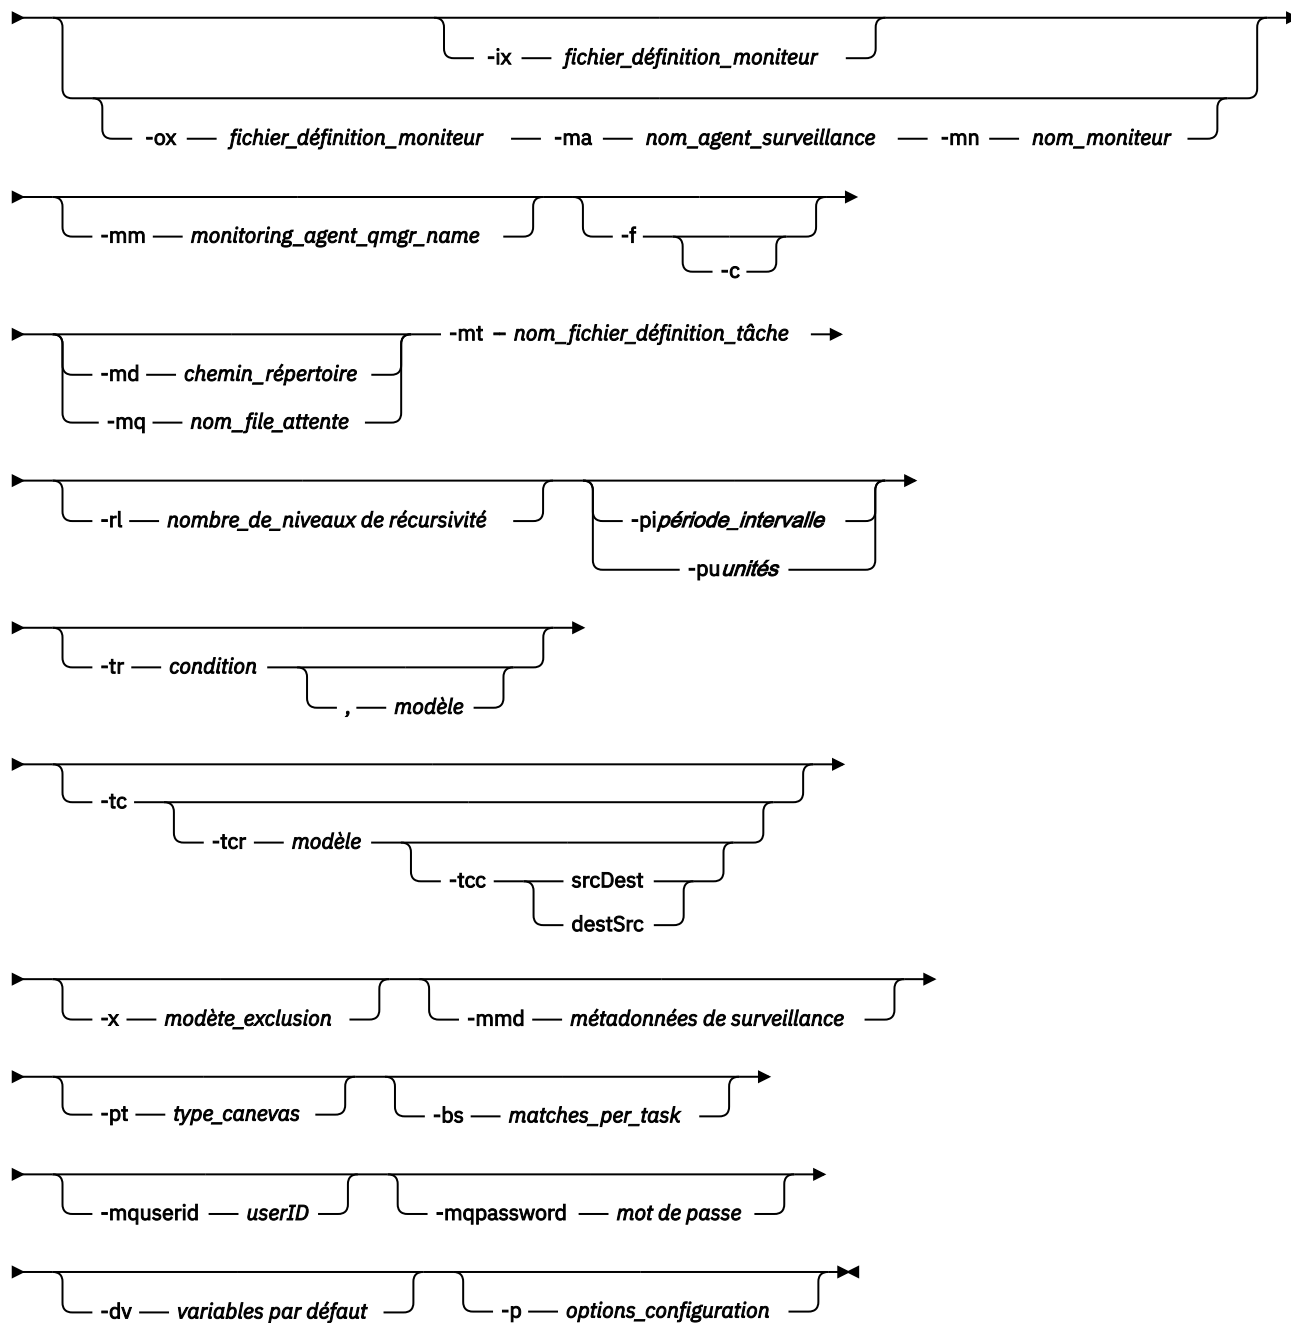 -ix fichier_définition_moniteur
-ox fichier_définition_moniteur -ma nom_agent_surveillance -mn nom_moniteur
-mm monitoring_agent_qmgr_name -f
-c
-mt nom_fichier_définition_tâche
-md chemin_répertoire
-mq nom_file_attente
-rl nombre_de_niveaux de récursivité -pipériode_intervalle
-puunités
-tr condition
, modèle
-tc
-tcr modèle
-tcc srcDest
destSrc
-x modète_exclusion -mmd métadonnées de surveillance
-pt type_canevas -bs matches_per_task
-mquserid userID -mqpassword mot de passe
-dv variables par défaut -p options_configuration